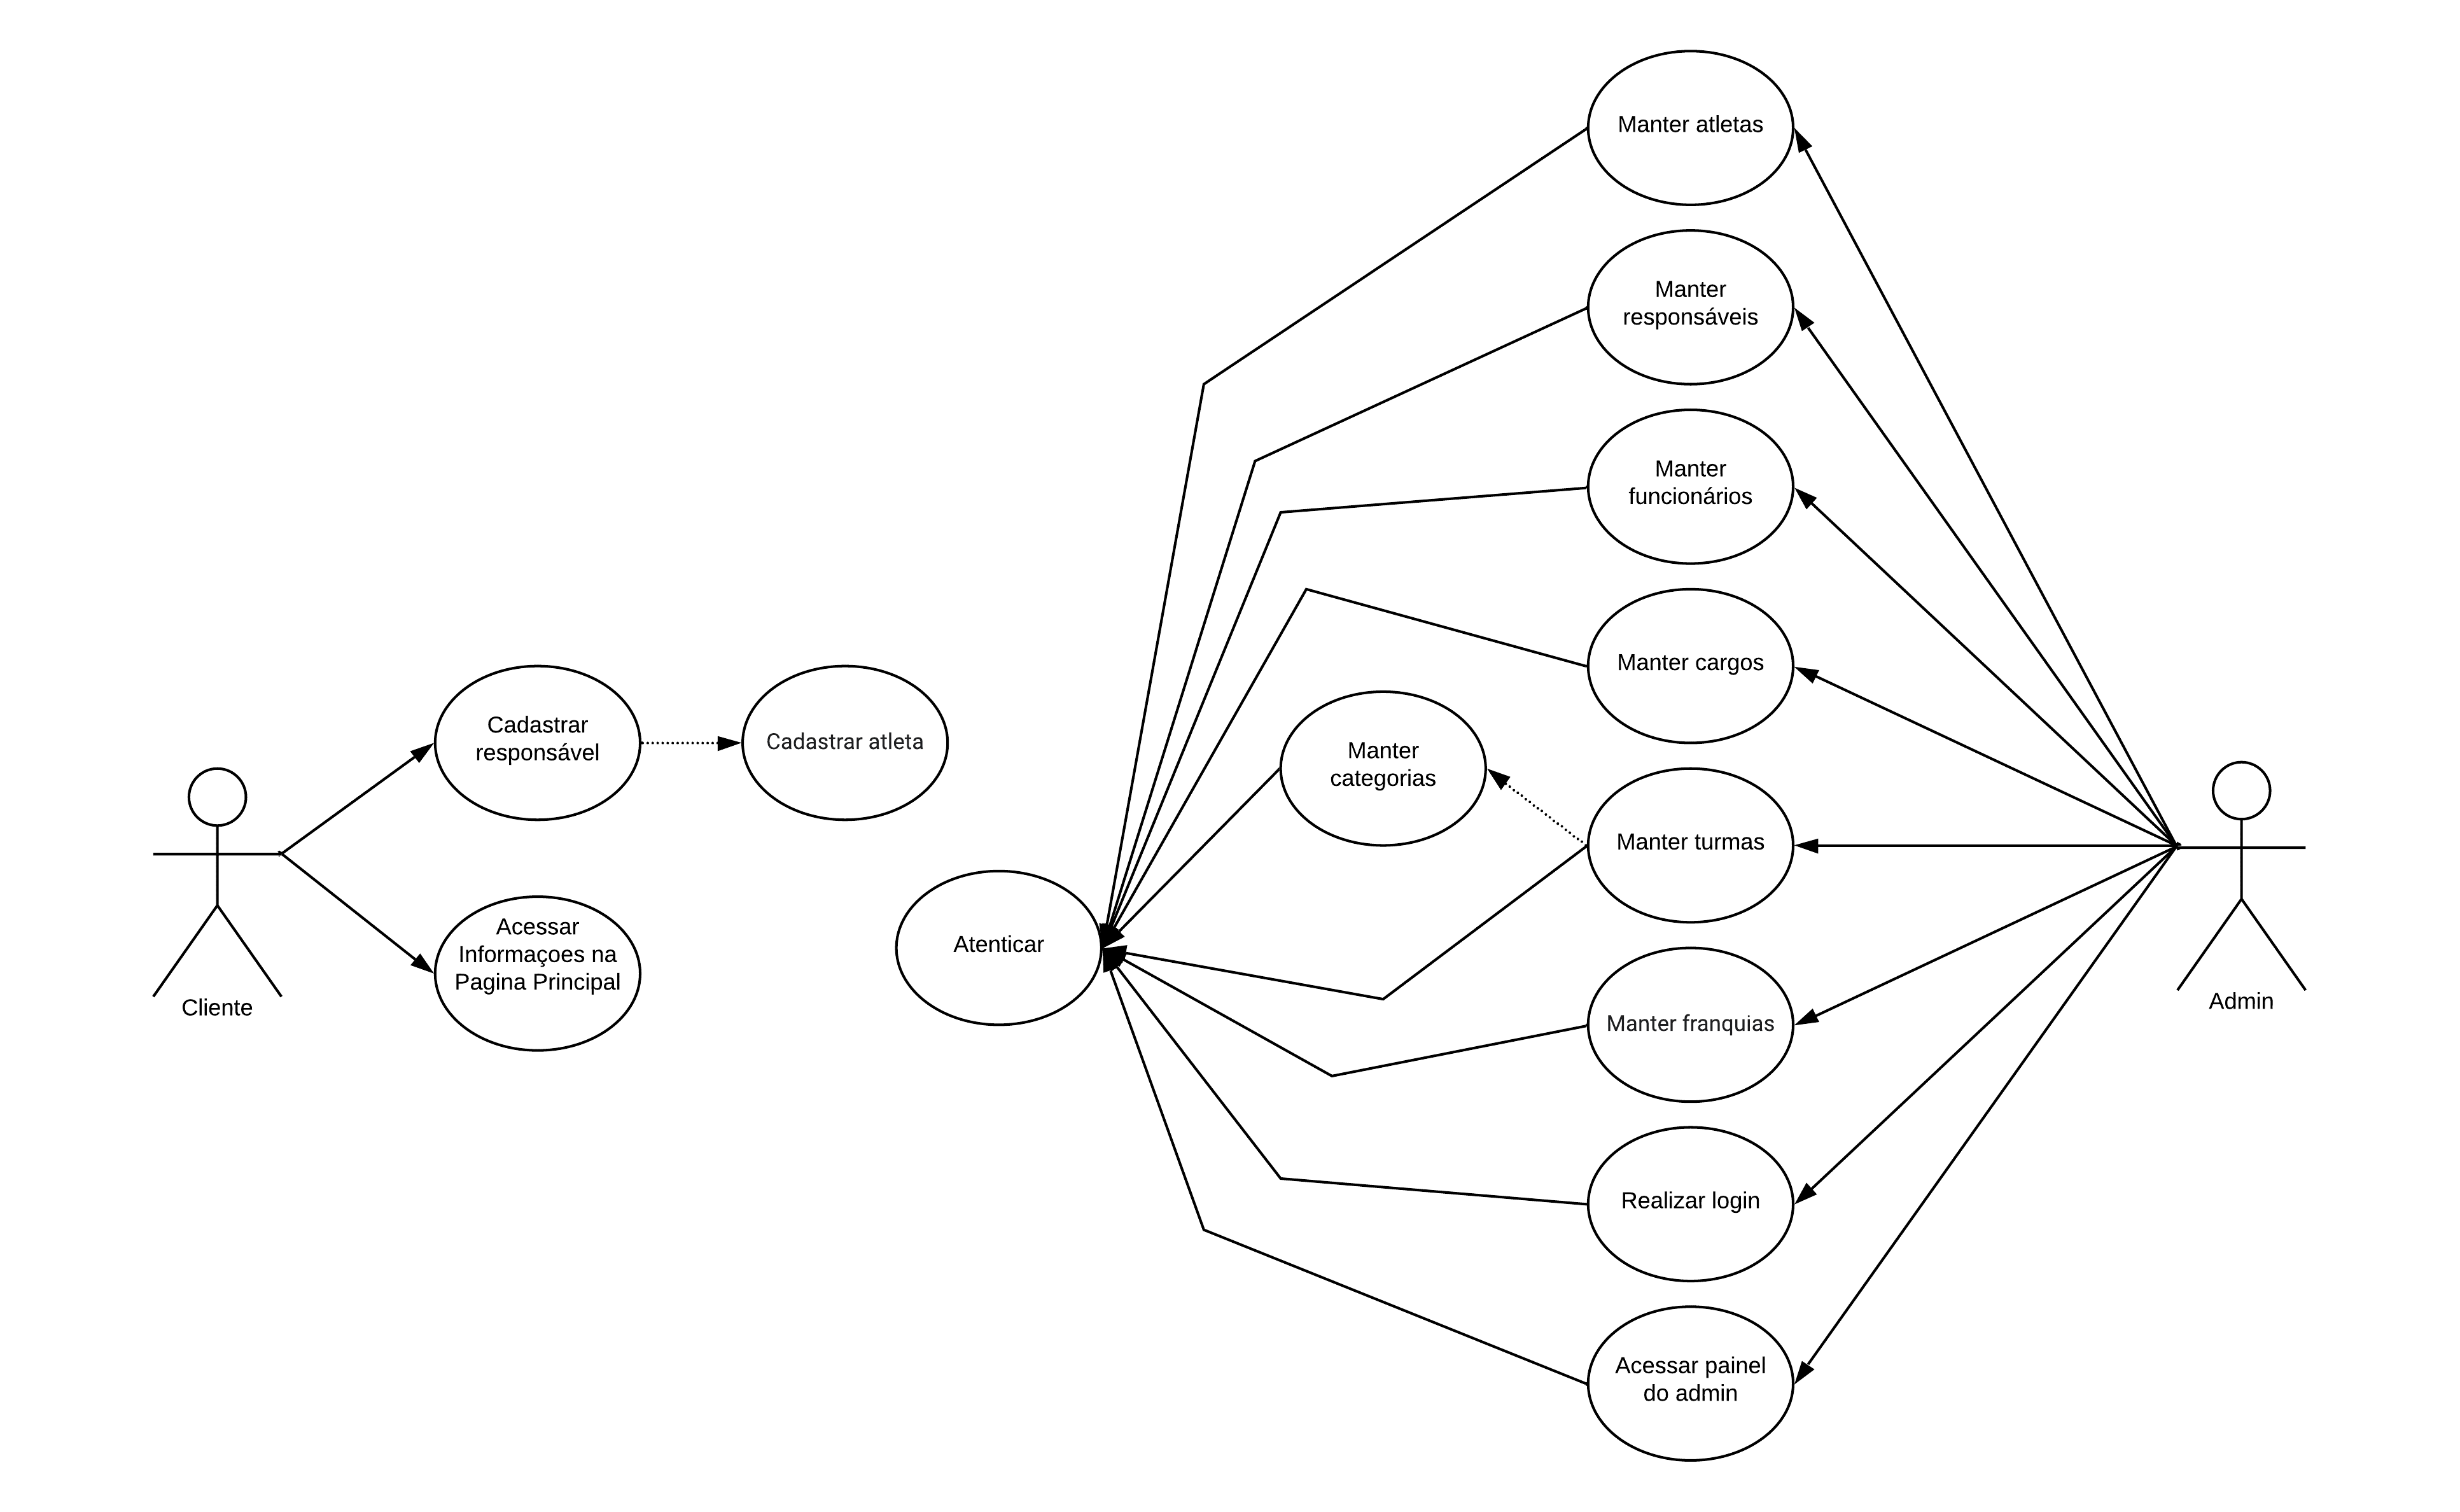 Manter atletas
Manter
responsáveis
Manter
funcionários
Manter cargos
Cadastrar
responsável
Cadastrar atleta
Manter
categorias
Manter turmas
Acessar
Informaçoes na
Pagina Principal
Atenticar
Cliente
Admin
Manter franquias
Realizar login
Acessar painel
do admin